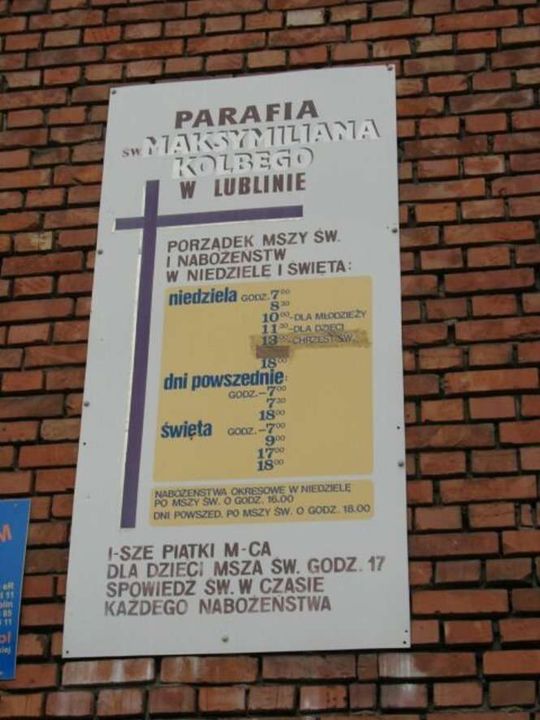 PARAFIA
ŚW. MAKSYMILIANA
KOLBEGO
W LUBLINIE
PORZĄDEK MSZY ŚW.
I NABOŻEŃSTW
W NIEDZIELE I ŚWIĘTA:
niedziela GODZ. 7⁰⁰
8³⁰
10⁰⁰-DLA MŁODZIEŻY
11³⁰-DLA DZIECI
13⁰⁰-CHRZEST ŚW.
18⁰⁰
dni powszednie:
GODZ.-7⁰⁰
7³⁰
18⁰⁰
święta GODZ.-7⁰⁰
9⁰⁰
17⁰⁰
18⁰⁰
NABOŻEŃSTWA OKRESOWE W NIEDZIELĘ
PO MSZY ŚW. O GODZ. 16.00
DNI POWSZED. PO MSZY ŚW. O GODZ. 18.00
I-SZE PIĄTKI M-CA
DLA DZIECI MSZA ŚW. GODZ. 17
SPOWIEDŹ ŚW. W CZASIE
KAŻDEGO NABOŻEŃSTWA